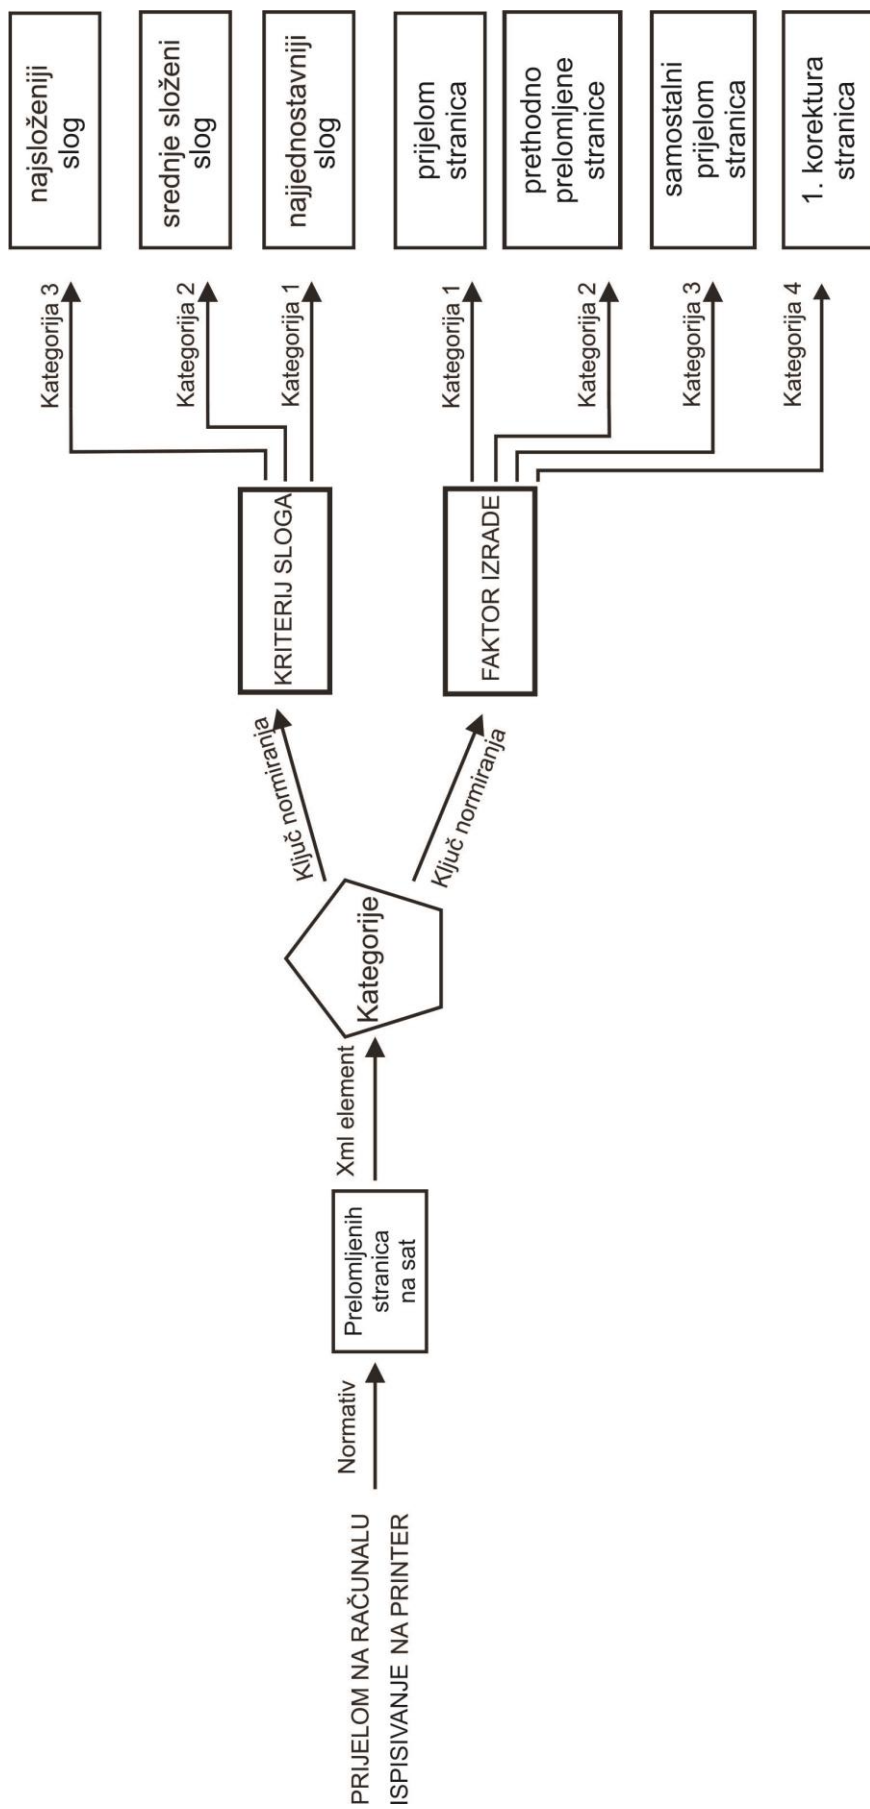 PRIJELOM NA RAČUNALU
ISPISIVANJE NA PRINTER
Normativ
Prelomljenih
stranica
na sat
Xml element
Kategorije
Ključ normiranja
KRITERIJ SLOGA
Kategorija 3
najsloženiji
slog
Kategorija 2
srednje složeni
slog
Kategorija 1
najjednostavniji
slog
Ključ normiranja
FAKTOR IZRADE
Kategorija 1
prijelom
stranica
Kategorija 2
prethodno
prelomljene
stranice
Kategorija 3
samostalni
prijelom
stranica
Kategorija 4
1. korektura
stranica